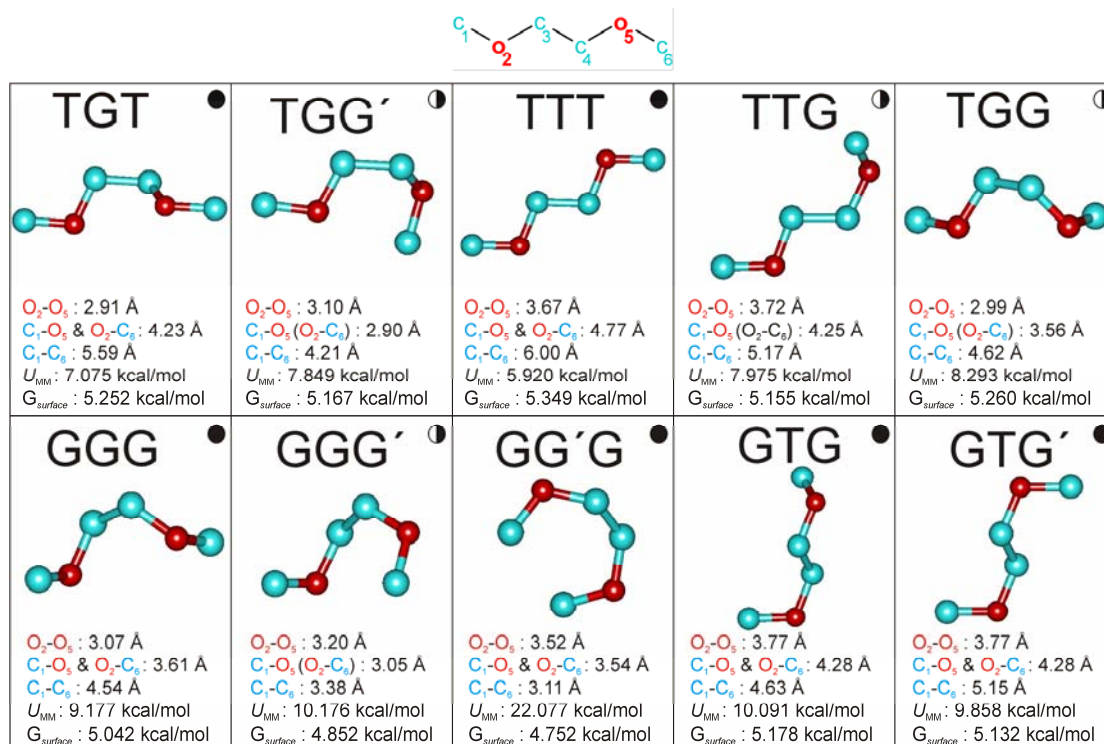 C1 O2 C3 C4 O5 C6
TGT
O2-O5 : 2.91 Å
C1-O5 & O2-C6 : 4.23 Å
C1-C6 : 5.59 Å
UMM : 7.075 kcal/mol
Gsurface : 5.252 kcal/mol
TGG´
O2-O5 : 3.10 Å
C1-O5(O2-C6) : 2.90 Å
C1-C6 : 4.21 Å
UMM : 7.849 kcal/mol
Gsurface : 5.167 kcal/mol
TTT
O2-O5 : 3.67 Å
C1-O5 & O2-C6 : 4.77 Å
C1-C6 : 6.00 Å
UMM : 5.920 kcal/mol
Gsurface : 5.349 kcal/mol
TTG
O2-O5 : 3.72 Å
C1-O5(O2-C6) : 4.25 Å
C1-C6 : 5.17 Å
UMM : 7.975 kcal/mol
Gsurface : 5.155 kcal/mol
TGG
O2-O5 : 2.99 Å
C1-O5(O2-C6) : 3.56 Å
C1-C6 : 4.62 Å
UMM : 8.293 kcal/mol
Gsurface : 5.260 kcal/mol
GGG
O2-O5 : 3.07 Å
C1-O5 & O2-C6 : 3.61 Å
C1-C6 : 4.54 Å
UMM : 9.177 kcal/mol
Gsurface : 5.042 kcal/mol
GGG´
O2-O5 : 3.20 Å
C1-O5(O2-C6) : 3.05 Å
C1-C6 : 3.38 Å
UMM : 10.176 kcal/mol
Gsurface : 4.852 kcal/mol
GG´G
O2-O5 : 3.52 Å
C1-O5 & O2-C6 : 3.54 Å
C1-C6 : 3.11 Å
UMM : 22.077 kcal/mol
Gsurface : 4.752 kcal/mol
GTG
O2-O5 : 3.77 Å
C1-O5 & O2-C6 : 4.28 Å
C1-C6 : 4.63 Å
UMM : 10.091 kcal/mol
Gsurface : 5.178 kcal/mol
GTG´
O2-O5 : 3.77 Å
C1-O5 & O2-C6 : 4.28 Å
C1-C6 : 5.15 Å
UMM : 9.858 kcal/mol
Gsurface : 5.132 kcal/mol